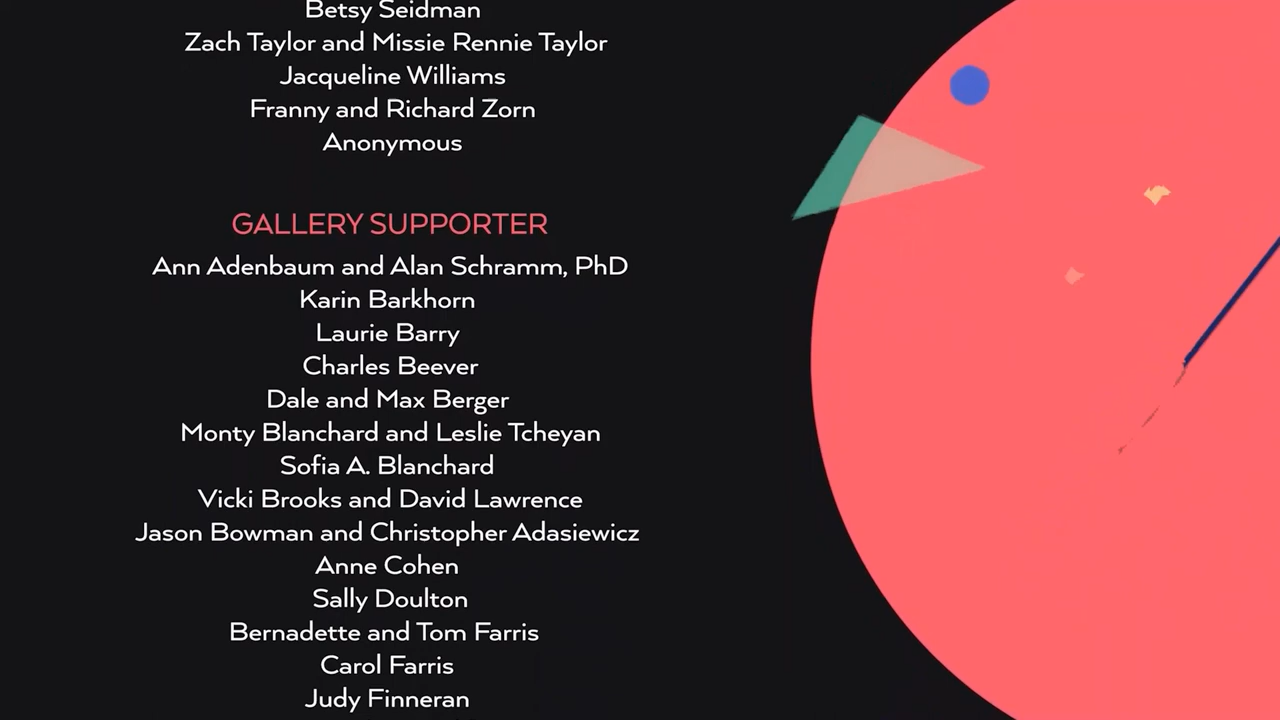 Betsy Seidman
Zach Taylor and Missie Rennie Taylor
Jacqueline Williams
Franny and Richard Zorn
Anonymous
GALLERY SUPPORTER
Ann Adenbaum and Alan Schramm, PhD
Karin Barkhorn
Laurie Barry
Charles Beever
Dale and Max Berger
Monty Blanchard and Leslie Tcheyan
Sofia A. Blanchard
Vicki Brooks and David Lawrence
Jason Bowman and Christopher Adasiewicz
Anne Cohen
Sally Doulton
Bernadette and Tom Farris
Carol Farris
Judy Finneran